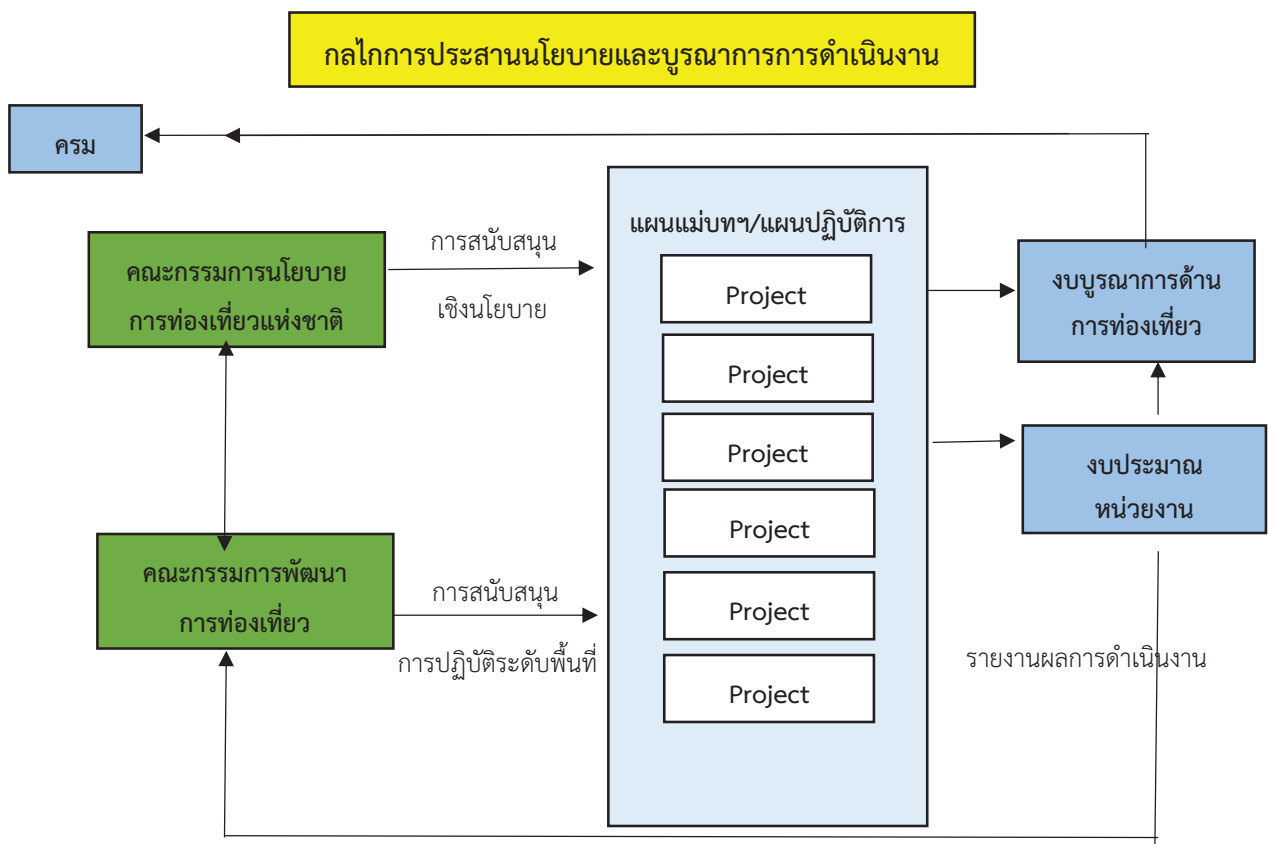 กลไกการประสานนโยบายและบูรณาการการดำเนินงาน
ครม
คณะกรรมการนโยบาย
การท่องเที่ยวแห่งชาติ
การสนับสนุน
เชิงนโยบาย
คณะกรรมการพัฒนา
การท่องเที่ยว
การสนับสนุน
การปฏิบัติระดับพื้นที่
แผนแม่บทฯ/แผนปฏิบัติการ
Project
Project
Project
Project
Project
Project
งบบูรณาการด้าน
การท่องเที่ยว
งบประมาณ
หน่วยงาน
รายงานผลการดำเนินงาน